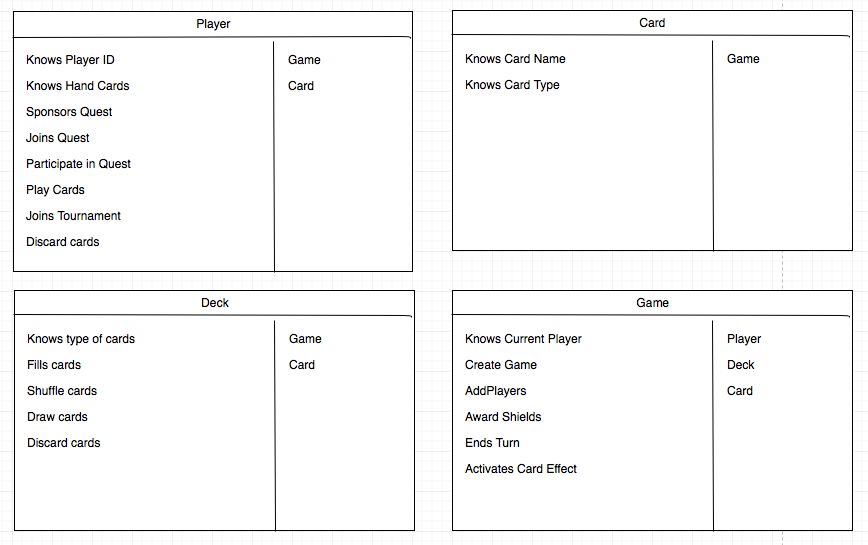 Player
Knows Player ID
Game
Knows Hand Cards
Card
Sponsors Quest
Joins Quest
Participate in Quest
Play Cards
Joins Tournament
Discard cards
Card
Knows Card Name
Game
Knows Card Type
Deck
Knows type of cards
Game
Fills cards
Card
Shuffle cards
Draw cards
Discard cards
Game
Knows Current Player
Player
Create Game
Deck
AddPlayers
Card
Award Shields
Ends Turn
Activates Card Effect